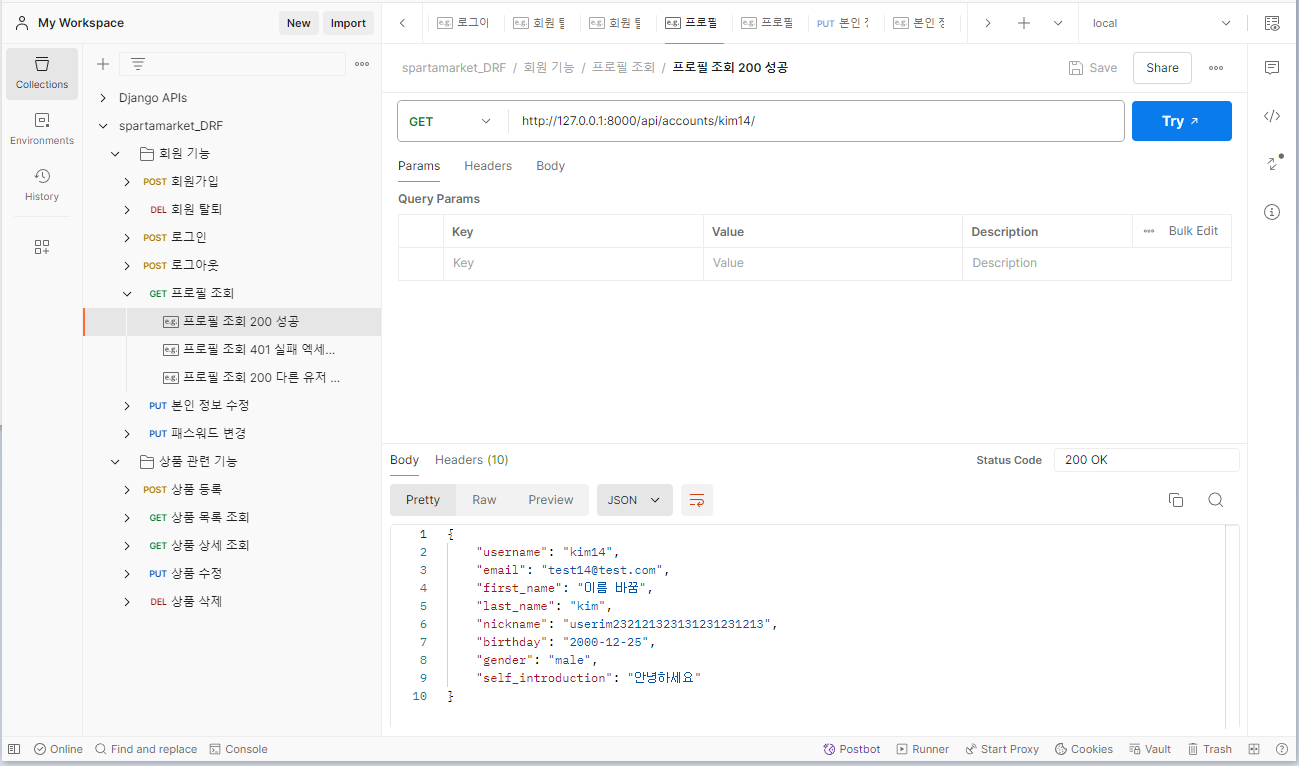 My Workspace New Import
로그이 회원 탈 회원 탈 프로필 프로필 PUT 본인 본인 정 local
spartamarket_DRF / 회원 기능 / 프로필 조회 / 프로필 조회 200 성공 Save Share
Collections
Environments
History
Django APIs
spartamarket_DRF
회원 기능
POST 회원가입
DEL 회원 탈퇴
POST 로그인
POST 로그아웃
GET 프로필 조회
e.g. 프로필 조회 200 성공
e.g. 프로필 조회 401 실패 엑세...
e.g. 프로필 조회 200 다른 유저 ...
PUT 본인 정보 수정
PUT 패스워드 변경
상품 관련 기능
POST 상품 등록
GET 상품 목록 조회
GET 상품 상세 조회
PUT 상품 수정
DEL 상품 삭제
GET http://127.0.0.1:8000/api/accounts/kim14/ Try ↗
Params Headers Body
Query Params
Key Value Description Bulk Edit
Key Value Description
Body Headers (10) Status Code 200 OK
Pretty Raw Preview JSON
1 {
2 "username": "kim14",
3 "email": "test14@test.com",
4 "first_name": "이름 바꿈",
5 "last_name": "kim",
6 "nickname": "userim232121323131231231213",
7 "birthday": "2000-12-25",
8 "gender": "male",
9 "self_introduction": "안녕하세요"
10 }
Online Find and replace Console Postbot Runner Start Proxy Cookies Vault Trash